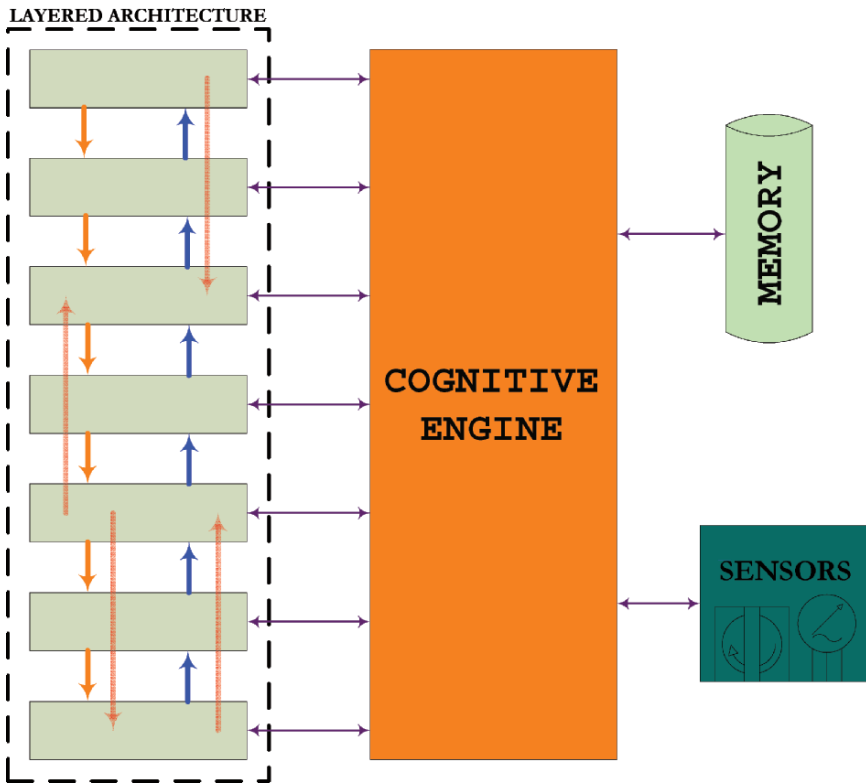 LAYERED ARCHITECTURE
COGNITIVE
ENGINE
MEMORY
SENSORS